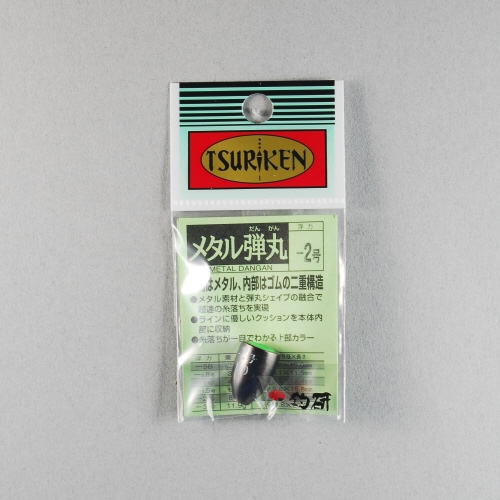 TSURiKEN
浮力
だん がん
メタル弾丸
-2号
METAL DANGAN
はメタル、内部はゴムの二重構造
●メタル素材と弾丸シェイプの融合で
超速の糸落ちを実現
●ラインに優しいクッションを本体内
部に収納
●糸落ちが一目でわかる上部カラー
浮力
釣研